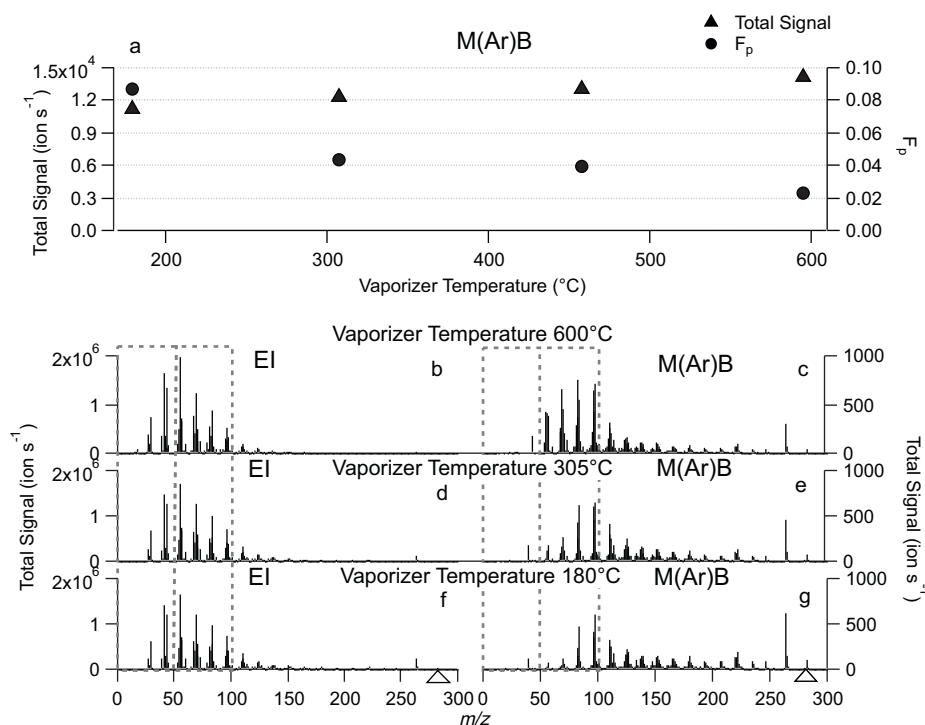 a
M(Ar)B
Total Signal
Fp
1.5x10^4
1.2
0.9
0.6
0.3
0.0
Total Signal (ion s^-1)
0.10
0.08
0.06
0.04
0.02
0.00
Fp
200 300 400 500 600
Vaporizer Temperature (°C)
Vaporizer Temperature 600°C
2x10^6
1
0
EI
b
M(Ar)B
c
1000
500
0
Vaporizer Temperature 305°C
2x10^6
1
0
d
M(Ar)B
e
1000
500
0
Total Signal (ion s^-1)
Total Signal (ion s^-1)
Vaporizer Temperature 180°C
2x10^6
1
0
EI
f
M(Ar)B
g
1000
500
0
0 50 100 150 200 250 300
0 50 100 150 200 250 300
m/z